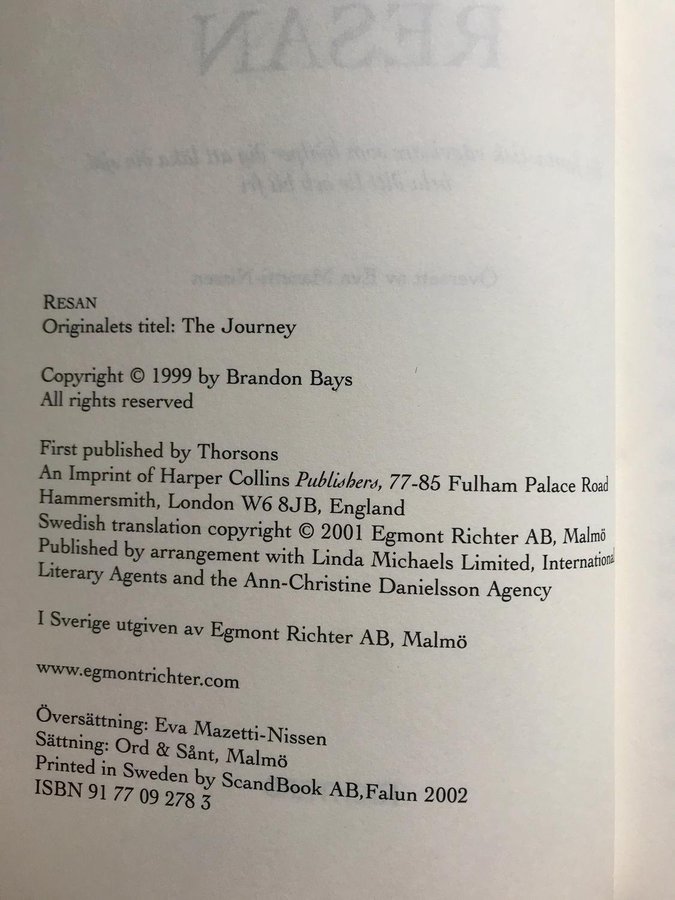 RESAN
Originalets titel: The Journey
Copyright © 1999 by Brandon Bays
All rights reserved
First published by Thorsons
An Imprint of Harper Collins Publishers, 77-85 Fulham Palace Road
Hammersmith, London W6 8JB, England
Swedish translation copyright © 2001 Egmont Richter AB, Malmö
Published by arrangement with Linda Michaels Limited, International
Literary Agents and the Ann-Christine Danielsson Agency
I Sverige utgiven av Egmont Richter AB, Malmö
www.egmontrichter.com
Översättning: Eva Mazetti-Nissen
Sättning: Ord & Sånt, Malmö
Printed in Sweden by ScandBook AB,Falun 2002
ISBN 91 77 09 278 3